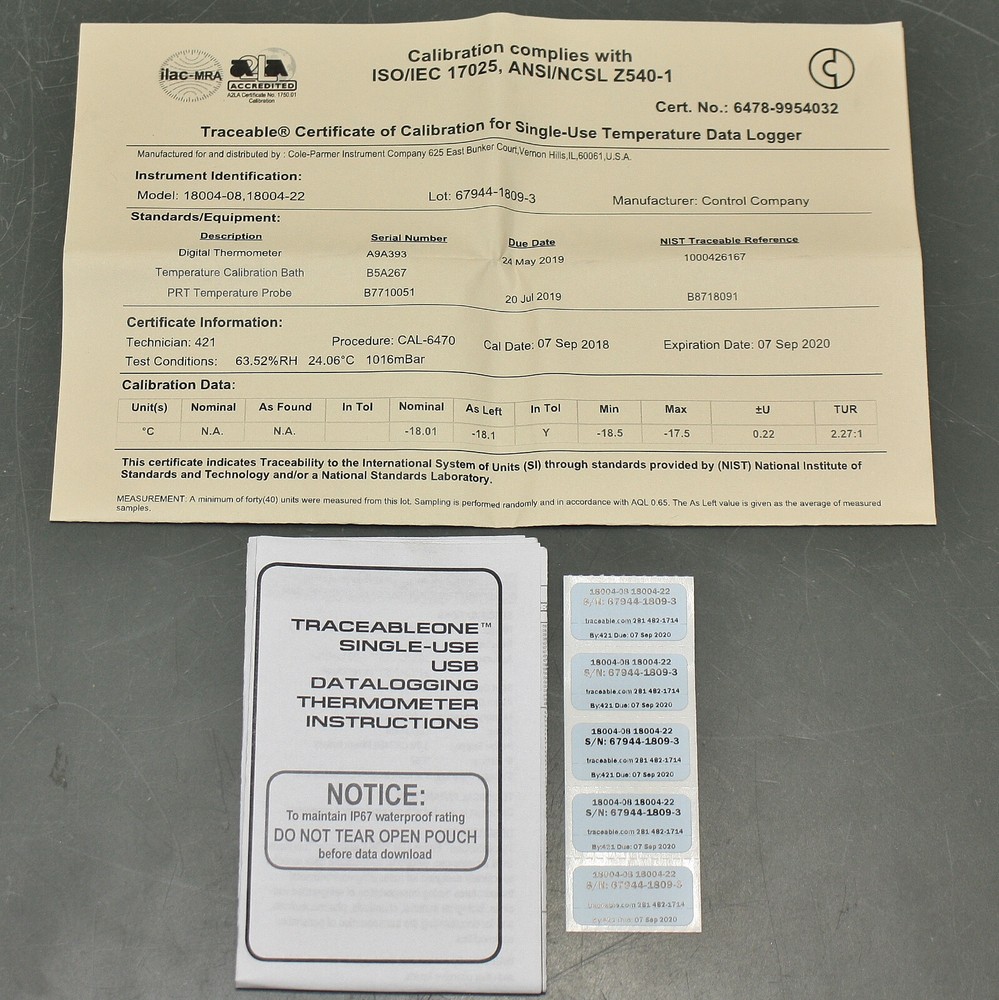 ilac-MRA
A2LA
ACCREDITED
A2LA Certificate No. 1750.01
Calibration
Calibration complies with
ISO/IEC 17025, ANSI/NCSL Z540-1
Cert. No.: 6478-9954032
Traceable® Certificate of Calibration for Single-Use Temperature Data Logger
Manufactured for and distributed by : Cole-Parmer Instrument Company 625 East Bunker Court,Vernon Hills,IL,60061,U.S.A.
Instrument Identification:
Model: 18004-08,18004-22 Lot: 67944-1809-3 Manufacturer: Control Company
Standards/Equipment:
Description Serial Number Due Date NIST Traceable Reference
Digital Thermometer A9A393 24 May 2019 1000426167
Temperature Calibration Bath B5A267
PRT Temperature Probe B7710051 20 Jul 2019 B8718091
Certificate Information:
Technician: 421 Procedure: CAL-6470 Cal Date: 07 Sep 2018 Expiration Date: 07 Sep 2020
Test Conditions: 63.52%RH 24.06°C 1016mBar
Calibration Data:
Unit(s) Nominal As Found In Tol Nominal As Left In Tol Min Max ±U TUR
°C N.A. N.A. -18.01 -18.1 Y -18.5 -17.5 0.22 2.27:1
This certificate indicates Traceability to the International System of Units (SI) through standards provided by (NIST) National Institute of
Standards and Technology and/or a National Standards Laboratory.
MEASUREMENT: A minimum of forty(40) units were measured from this lot. Sampling is performed randomly and in accordance with AQL 0.65. The As Left value is given as the average of measured
samples.
TRACEABLEONE™
SINGLE-USE
USB
DATALOGGING
THERMOMETER
INSTRUCTIONS
NOTICE:
To maintain IP67 waterproof rating
DO NOT TEAR OPEN POUCH
before data download
18004-08 18004-22
S/N: 67944-1809-3
traceable.com 281 482-1714
By:421 Due: 07 Sep 2020
18004-08 18004-22
S/N: 67944-1809-3
traceable.com 281 482-1714
By:421 Due: 07 Sep 2020
18004-08 18004-22
S/N: 67944-1809-3
traceable.com 281 482-1714
By:421 Due: 07 Sep 2020
18004-08 18004-22
S/N: 67944-1809-3
traceable.com 281 482-1714
By:421 Due: 07 Sep 2020
18004-08 18004-22
S/N: 67944-1809-3
traceable.com 281 482-1714
By:421 Due: 07 Sep 2020